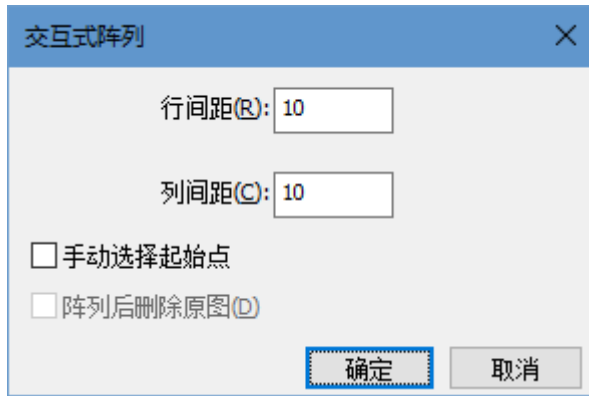 交互式阵列
行间距(R): 10
列间距(C): 10
手动选择起始点
阵列后删除原图(D)
确定 取消